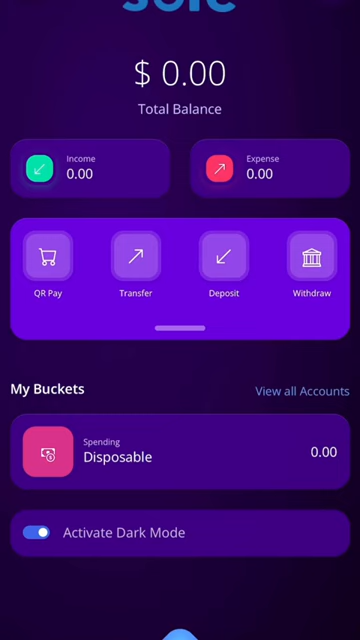 $ 0.00
Total Balance
Income
0.00
Expense
0.00
QR Pay
Transfer
Deposit
Withdraw
My Buckets
View all Accounts
Spending
Disposable
0.00
Activate Dark Mode